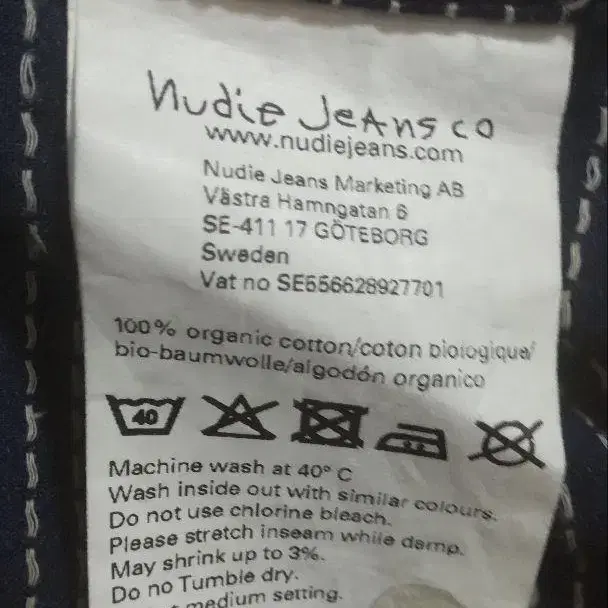 Nudie Jeans co
www.nudiejeans.com
Nudie Jeans Marketing AB
Västra Hamngatan 6
SE-411 17 GÖTEBORG
Sweden
Vat no SE556628927701
100% organic cotton/coton biologique/
bio-baumwolle/algodón organico
40
Machine wash at 40° C
Wash inside out with similar colours.
Do not use chlorine bleach.
Please stretch inseam while damp.
May shrink up to 3%.
Do no Tumble dry.
medium setting.